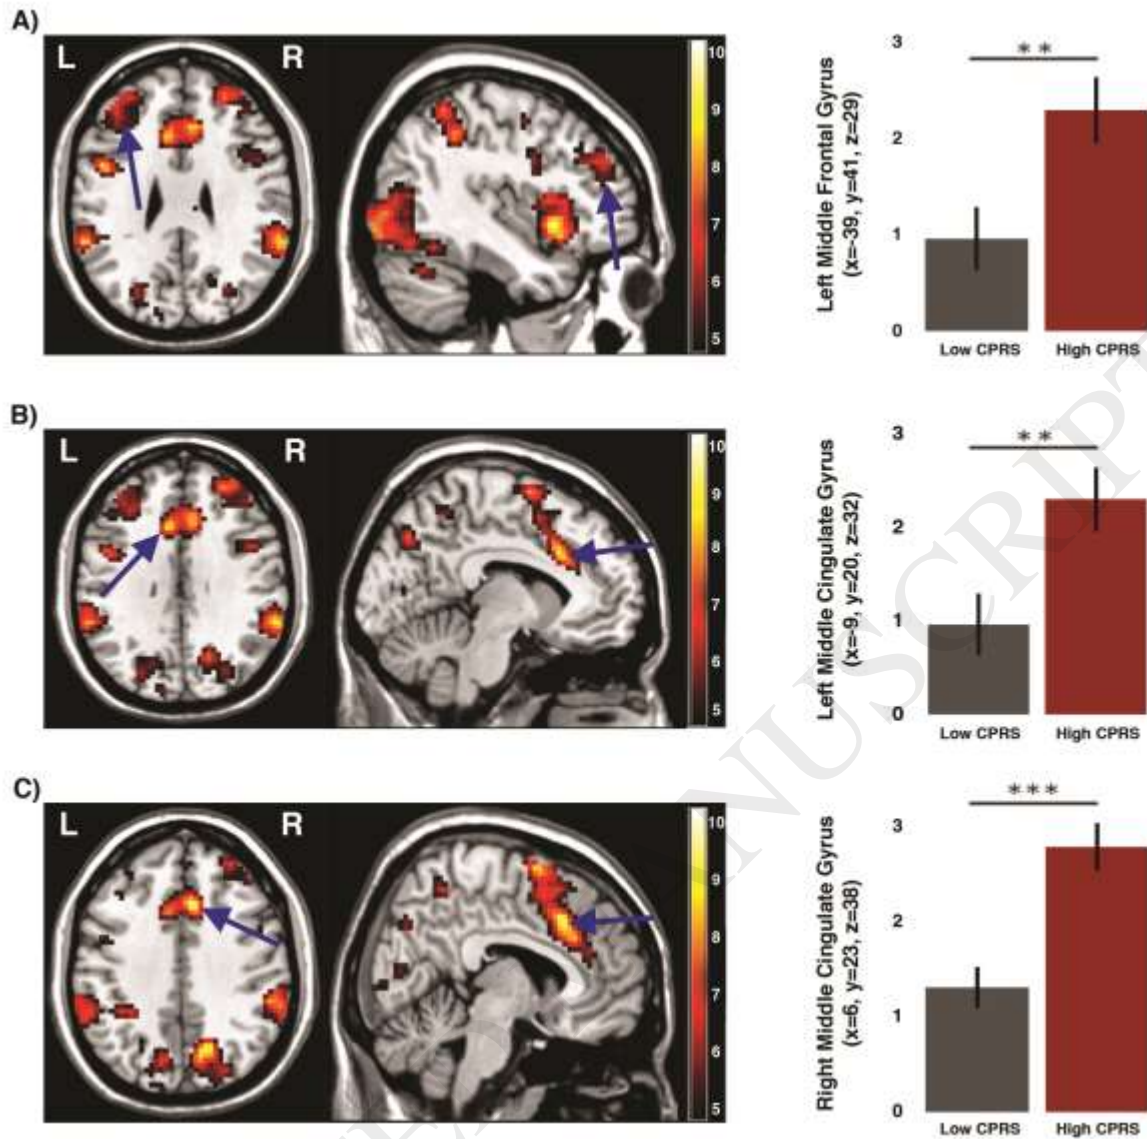 A)
L R
10
9
8
7
6
5
Left Middle Frontal Gyrus
(x=-39, y=41, z=29)
3
2
1
0
**
Low CPRS High CPRS
B)
L R
10
9
8
7
6
5
Left Middle Cingulate Gyrus
(x=-9, y=20, z=32)
3
2
1
0
**
Low CPRS High CPRS
C)
L R
10
9
8
7
6
5
Right Middle Cingulate Gyrus
(x=6, y=23, z=38)
3
2
1
0
***
Low CPRS High CPRS